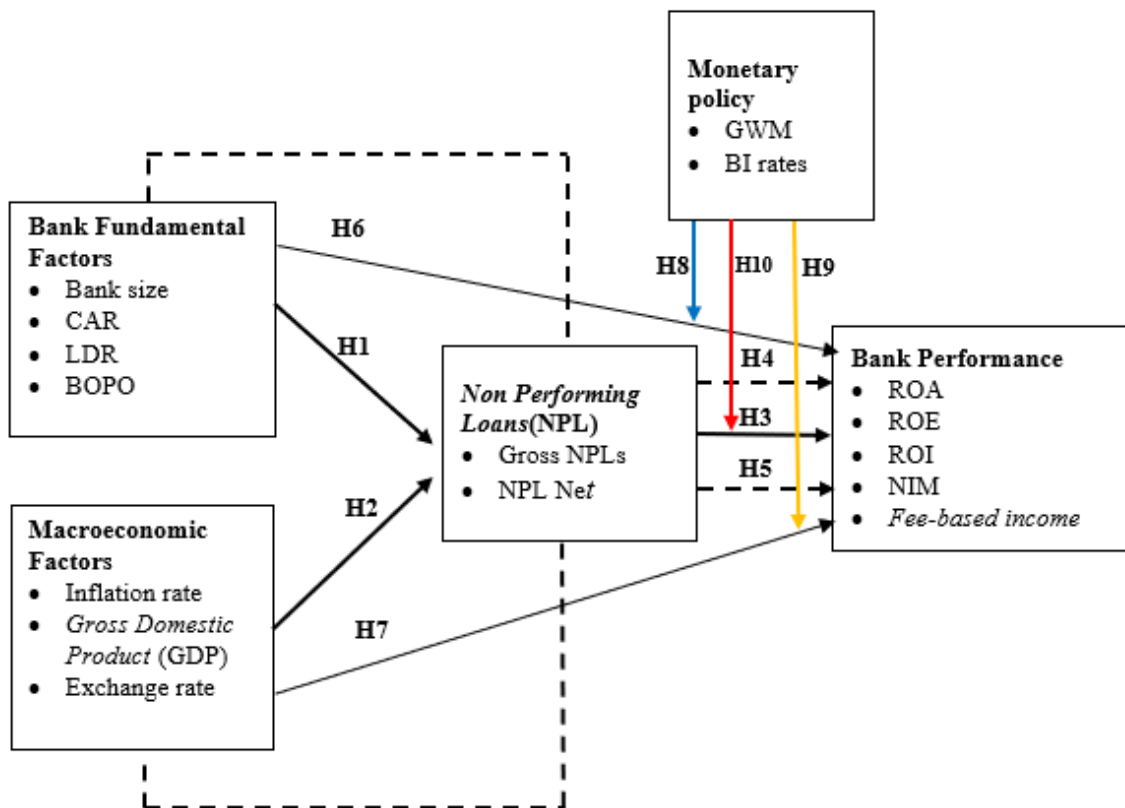 Monetary
policy
• GWM
• BI rates
Bank Fundamental
Factors
• Bank size
• CAR
• LDR
• BOPO
H6
H8
H10
H9
H1
H4
Bank Performance
• ROA
• ROE
• ROI
• NIM
• Fee-based income
Non Performing
Loans(NPL)
• Gross NPLs
• NPL Net
H3
H5
H2
Macroeconomic
Factors
• Inflation rate
• Gross Domestic
Product (GDP)
• Exchange rate
H7